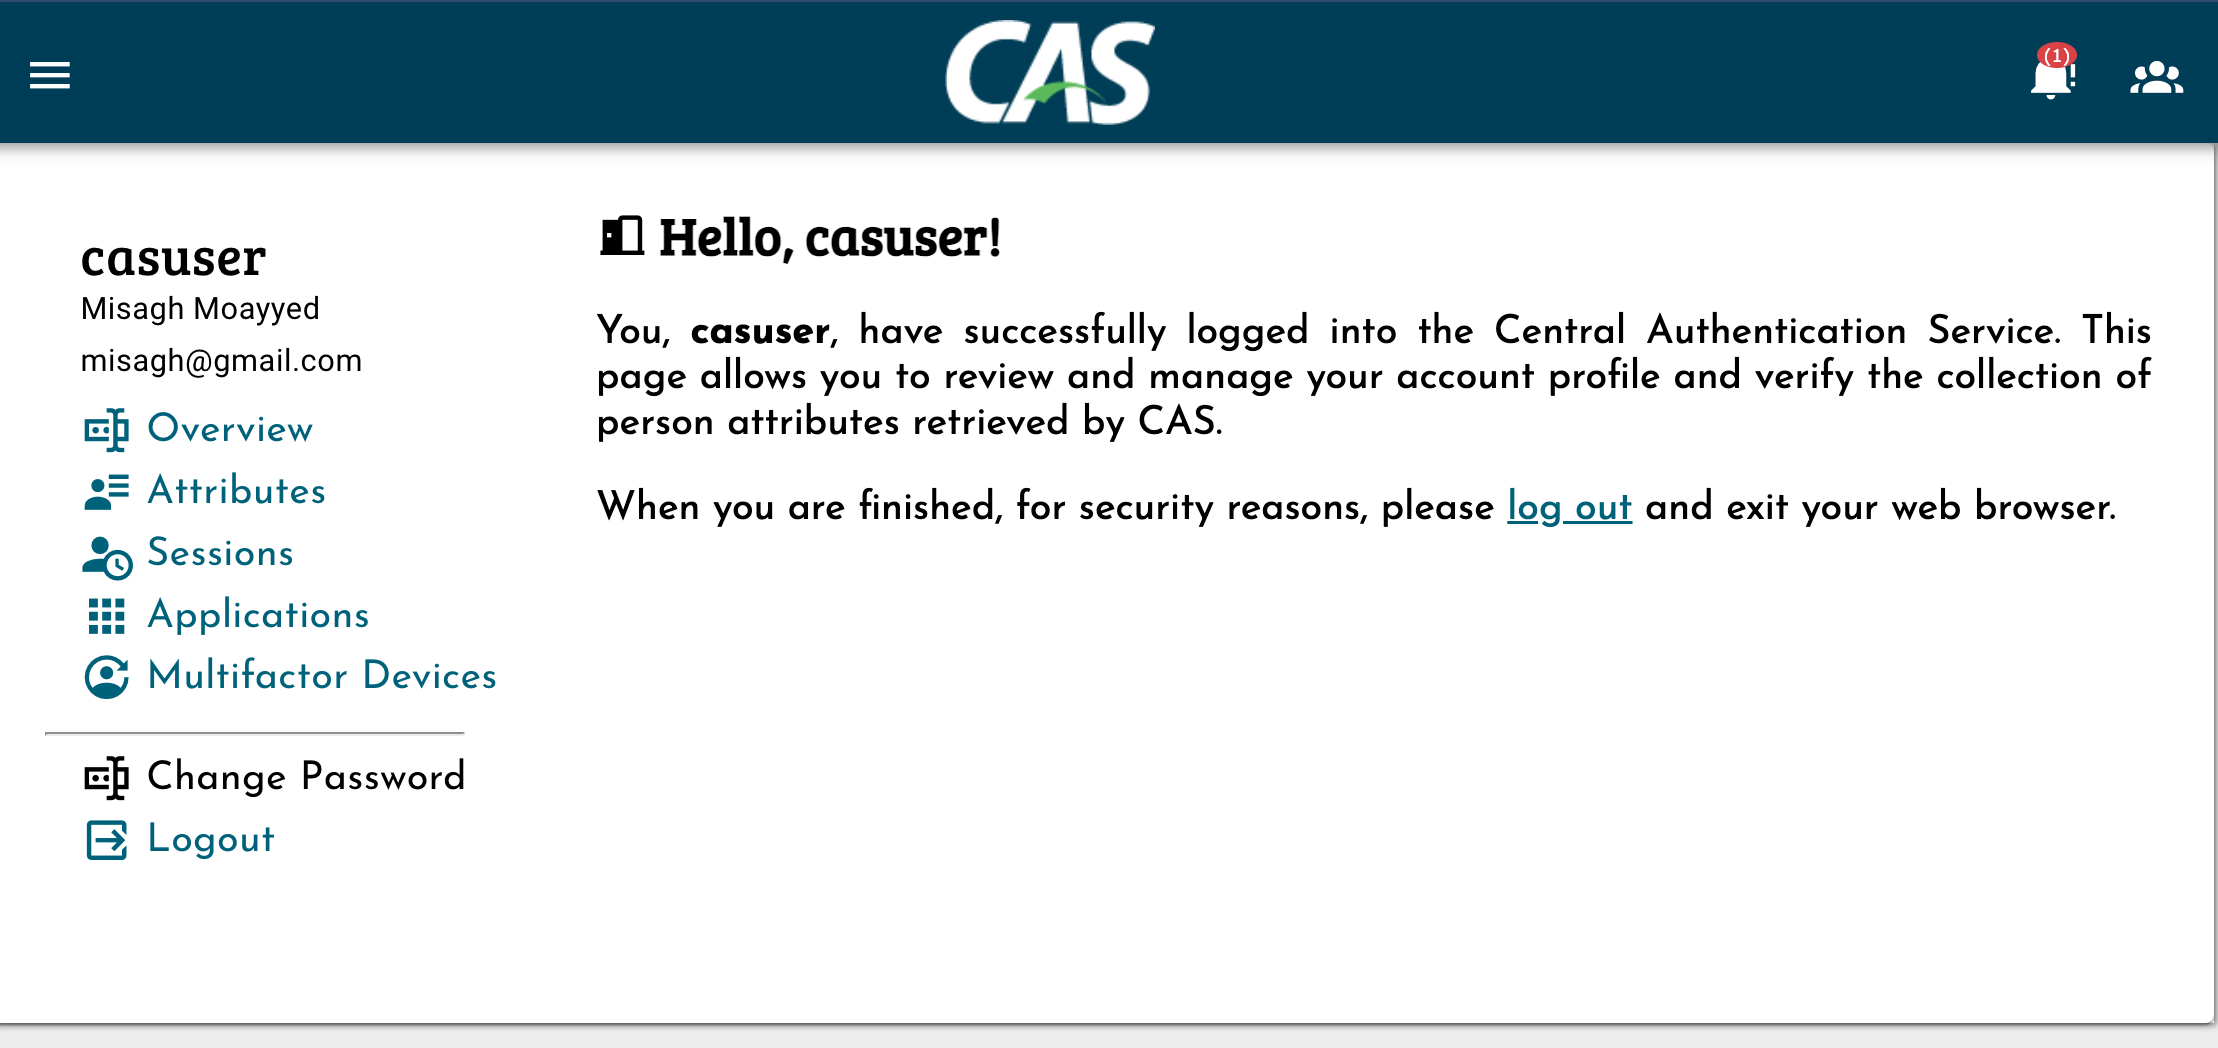 CAS
(1)
casuser
Misagh Moayyed
misagh@gmail.com
Overview
Attributes
Sessions
Applications
Multifactor Devices
Change Password
Logout
Hello, casuser!
You, casuser, have successfully logged into the Central Authentication Service. This
page allows you to review and manage your account profile and verify the collection of
person attributes retrieved by CAS.
When you are finished, for security reasons, please log out and exit your web browser.